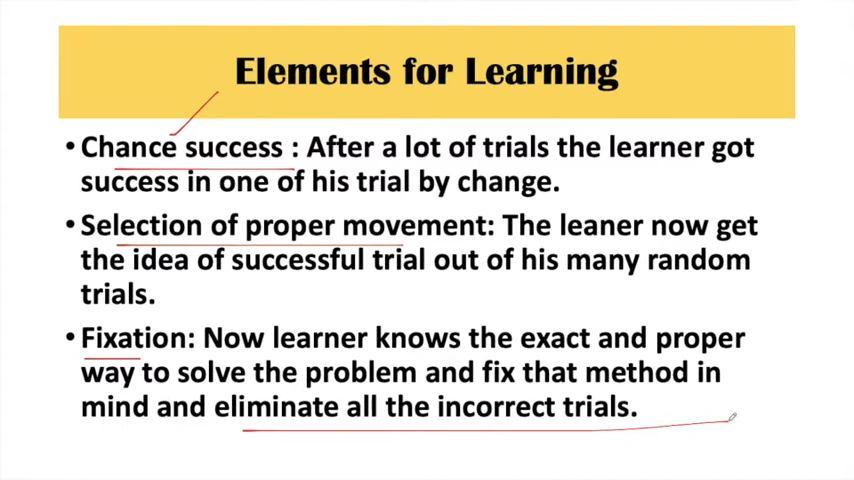 Elements for Learning
• Chance success : After a lot of trials the learner got
success in one of his trial by change.
• Selection of proper movement: The leaner now get
the idea of successful trial out of his many random
trials.
• Fixation: Now learner knows the exact and proper
way to solve the problem and fix that method in
mind and eliminate all the incorrect trials.